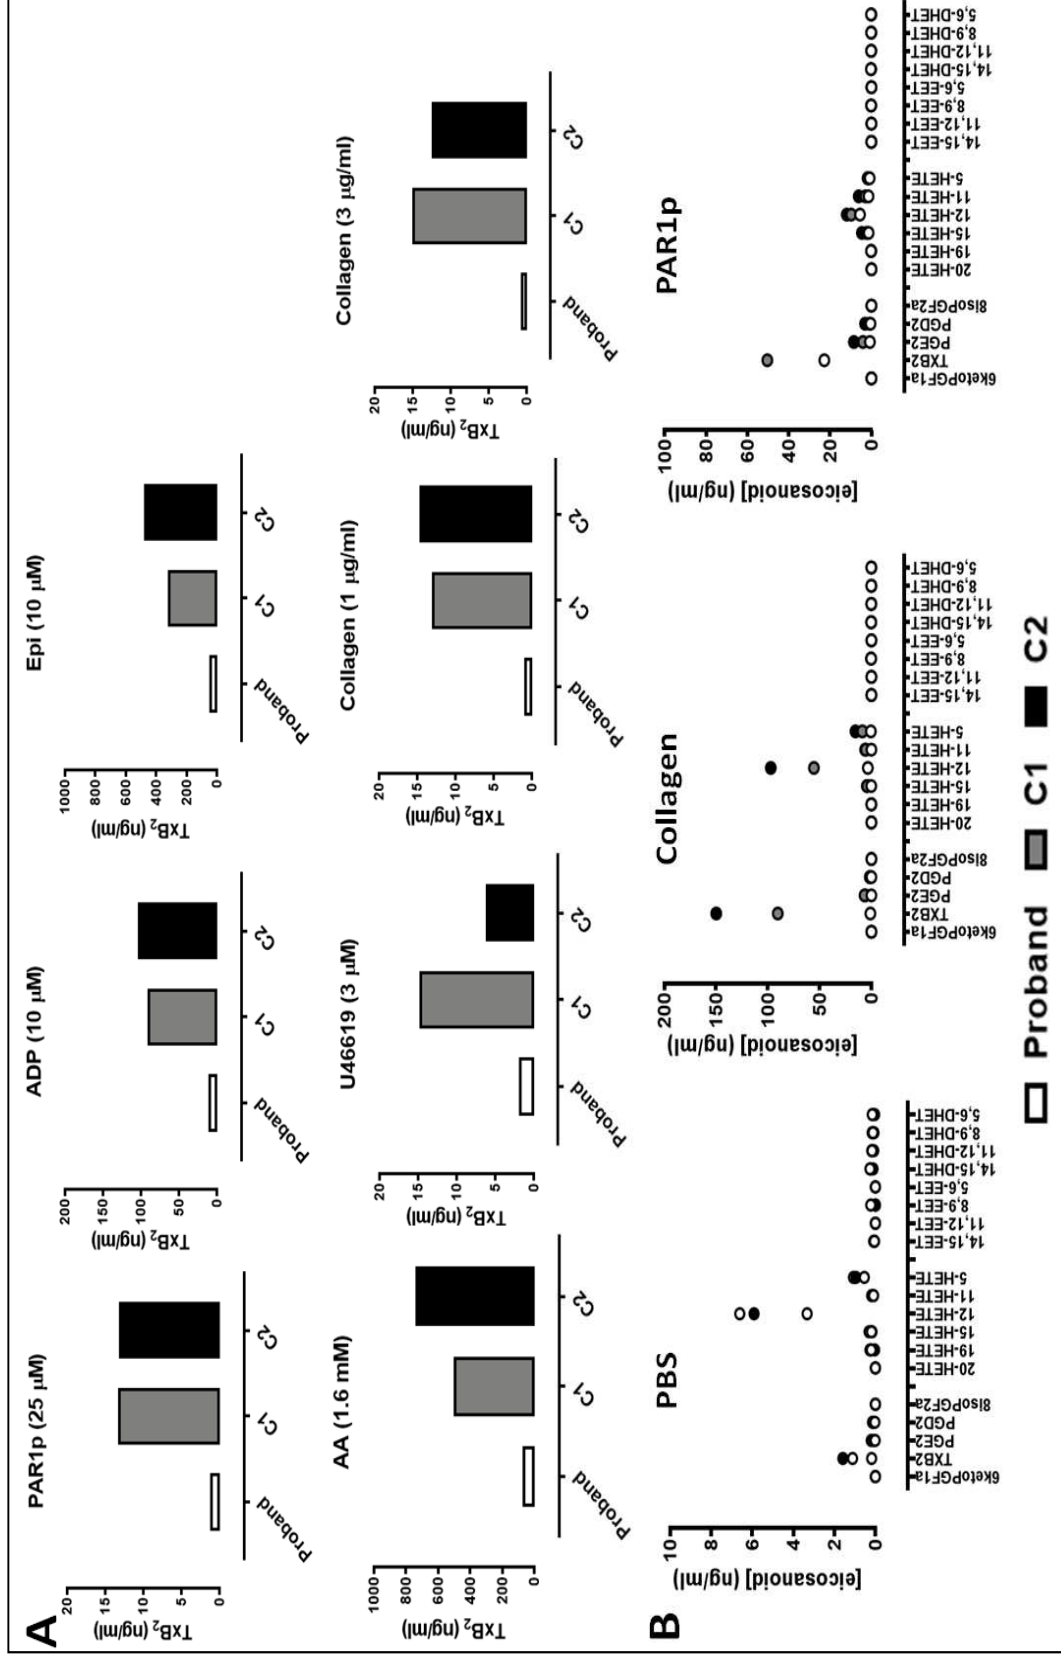 A
PAR1p (25 µM)
TxB2 (ng/ml)
20
15
10
5
0
Proband
C1
C2
ADP (10 µM)
TxB2 (ng/ml)
200
150
100
50
0
Proband
C1
C2
Epi (10 µM)
TxB2 (ng/ml)
1000
800
600
400
200
0
Proband
C1
C2
AA (1.6 mM)
TxB2 (ng/ml)
1000
800
600
400
200
0
Proband
C1
C2
U46619 (3 µM)
TxB2 (ng/ml)
20
15
10
5
0
Proband
C1
C2
Collagen (1 µg/ml)
TxB2 (ng/ml)
20
15
10
5
0
Proband
C1
C2
Collagen (3 µg/ml)
TxB2 (ng/ml)
20
15
10
5
0
Proband
C1
C2
B
PBS
[eicosanoid] (ng/ml)
10
8
6
4
2
0
6ketoPGF1a
TXB2
PGE2
PGD2
8isoPGF2a
20-HETE
19-HETE
15-HETE
12-HETE
11-HETE
5-HETE
14,15-EET
11,12-EET
8,9-EET
5,6-EET
14,15-DHET
11,12-DHET
8,9-DHET
5,6-DHET
Collagen
[eicosanoid] (ng/ml)
200
150
100
50
0
6ketoPGF1a
TXB2
PGE2
PGD2
8isoPGF2a
20-HETE
19-HETE
15-HETE
12-HETE
11-HETE
5-HETE
14,15-EET
11,12-EET
8,9-EET
5,6-EET
14,15-DHET
11,12-DHET
8,9-DHET
5,6-DHET
PAR1p
[eicosanoid] (ng/ml)
100
80
60
40
20
0
6ketoPGF1a
TXB2
PGE2
PGD2
8isoPGF2a
20-HETE
19-HETE
15-HETE
12-HETE
11-HETE
5-HETE
14,15-EET
11,12-EET
8,9-EET
5,6-EET
14,15-DHET
11,12-DHET
8,9-DHET
5,6-DHET
Proband C1 C2